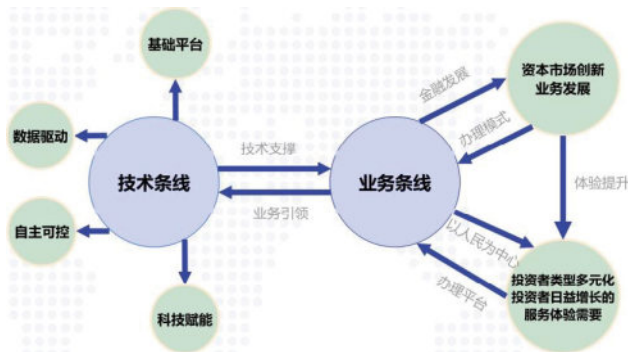 基础平台
数据驱动
技术条线
自主可控
科技赋能
技术支撑
业务引领
业务条线
金融发展
办理模式
资本市场创新
业务发展
体验提升
以人民为中心
办理平台
投资者类型多元化
投资者日益增长的
服务体验需要